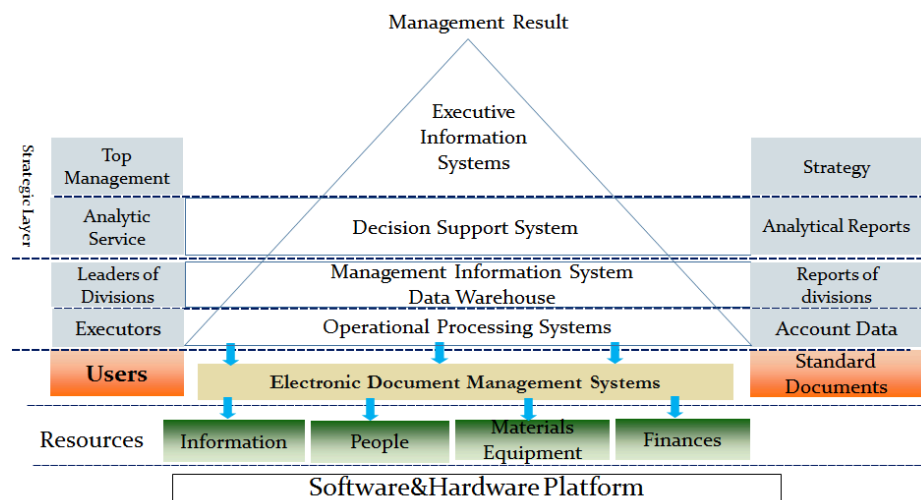 Management Result
Strategic Layer
Top
Management
Executive
Information
Systems
Strategy
Analytic
Service
Decision Support System
Analytical Reports
Leaders of
Divisions
Management Information System
Data Warehouse
Reports of
divisions
Executors
Operational Processing Systems
Account Data
Users
Electronic Document Management Systems
Standard
Documents
Resources
Information
People
Materials
Equipment
Finances
Software&Hardware Platform